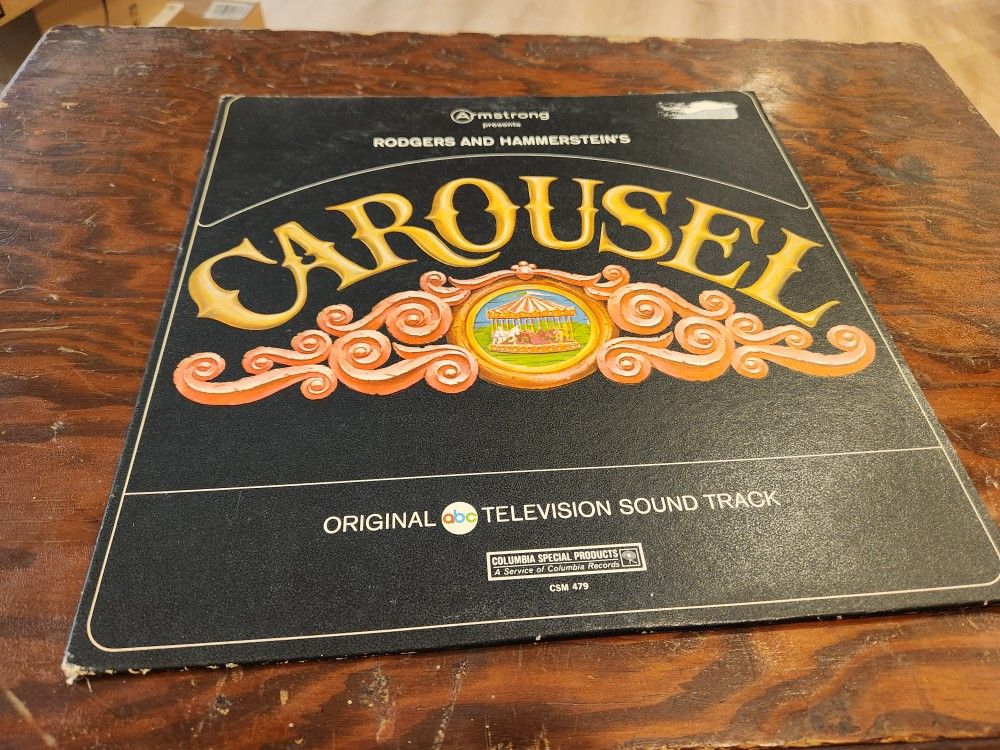 Armstrong
presents
RODGERS AND HAMMERSTEIN'S
CAROUSEL
ORIGINAL abc TELEVISION SOUND TRACK
COLUMBIA SPECIAL PRODUCTS
A Service of Columbia Records
CSM 479